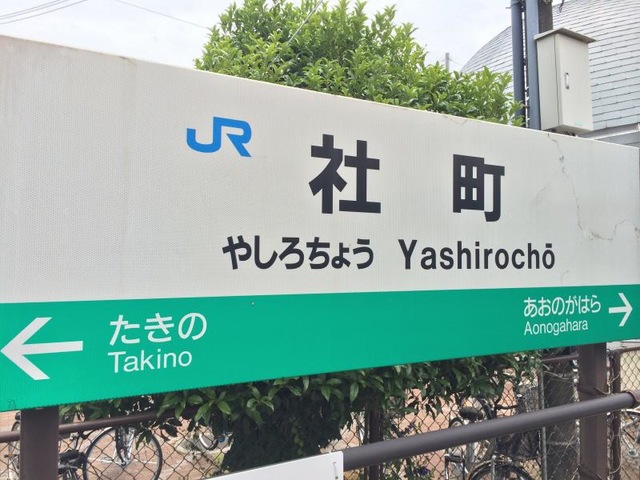 JR 社町
やしろちょう Yashirochō
たきの
Takino
あおのがはら
Aonogahara